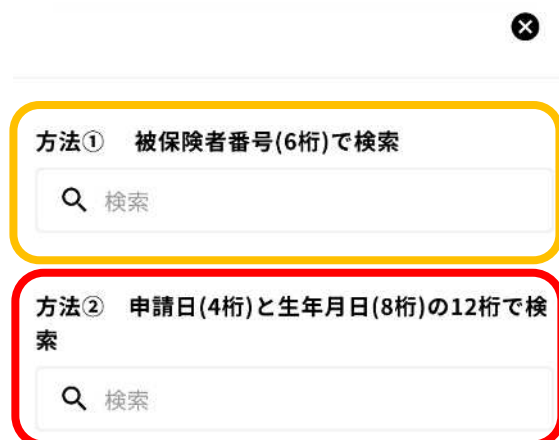 方法① 被保険者番号(6桁)で検索
検索
方法② 申請日(4桁)と生年月日(8桁)の12桁で検
索
検索